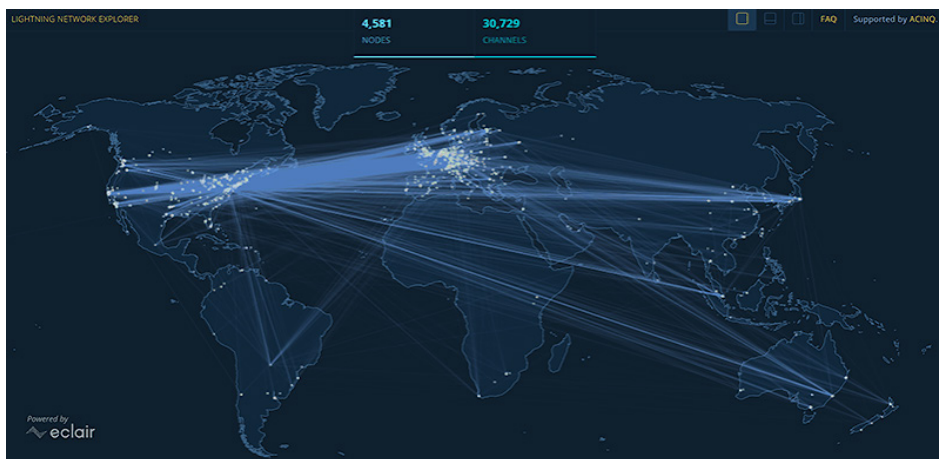 LIGHTNING NETWORK EXPLORER
4,581
NODES
30,729
CHANNELS
FAQ
Supported by ACINQ.
Powered by
eclair